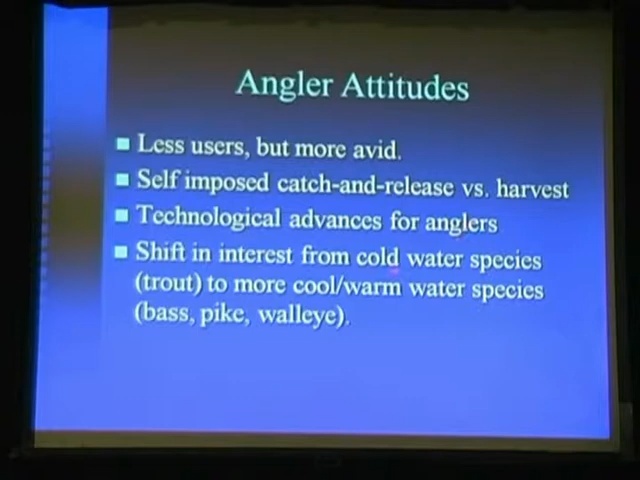 Angler Attitudes
Less users, but more avid.
Self imposed catch-and-release vs. harvest
Technological advances for anglers
Shift in interest from cold water species
(trout) to more cool/warm water species
(bass, pike, walleye).